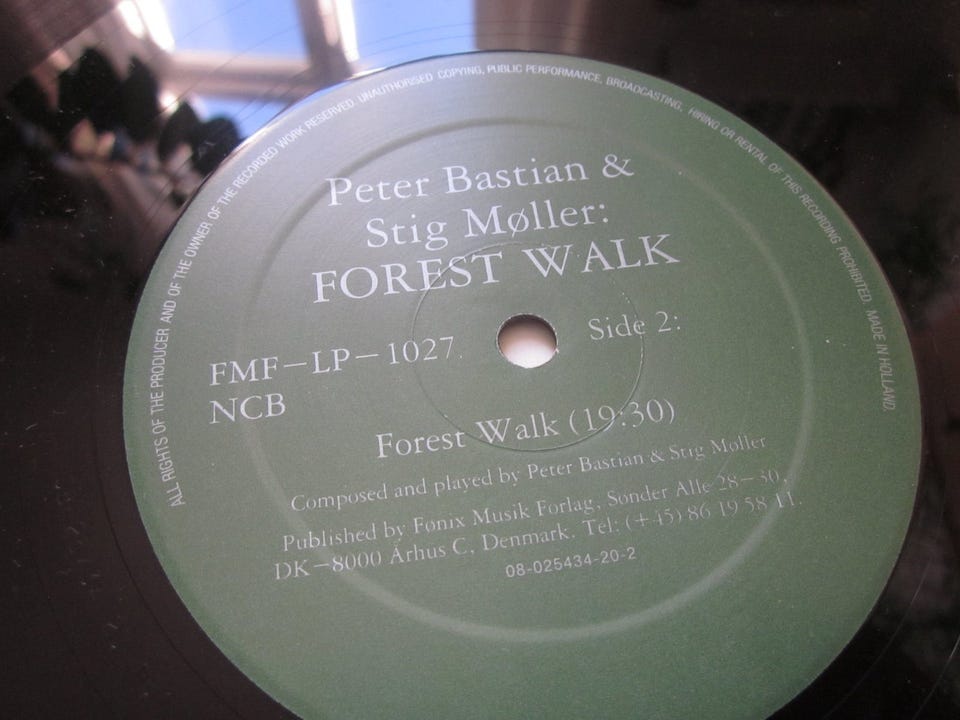 ALL RIGHTS OF THE PRODUCER AND OF THE OWNER OF THE RECORDED WORK RESERVED. UNAUTHORISED COPYING, PUBLIC PERFORMANCE, BROADCASTING, HIRING OR RENTAL OF THIS RECORDING PROHIBITED. MADE IN HOLLAND.
Peter Bastian &
Stig Møller:
FOREST WALK
Side 2:
FMF–LP–1027
NCB
Forest Walk (19:30)
Composed and played by Peter Bastian & Stig Møller
Published by Fønix Musik Forlag, Sønder Alle 28–30,
DK–8000 Århus C, Denmark. Tel: (+45) 86 19 58 11.
08-025434-20-2